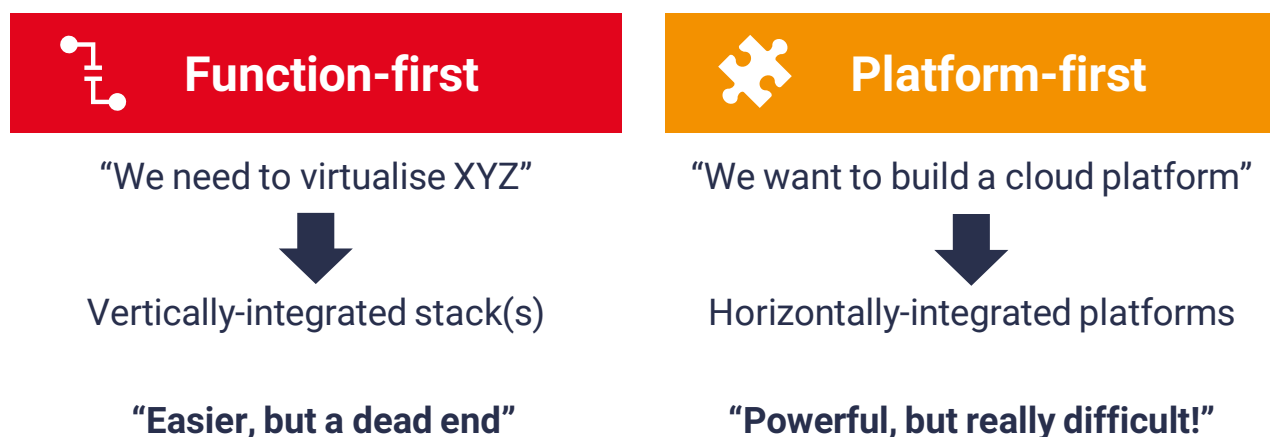 Function-first
“We need to virtualise XYZ”
Vertically-integrated stack(s)
“Easier, but a dead end”
Platform-first
“We want to build a cloud platform”
Horizontally-integrated platforms
“Powerful, but really difficult!”